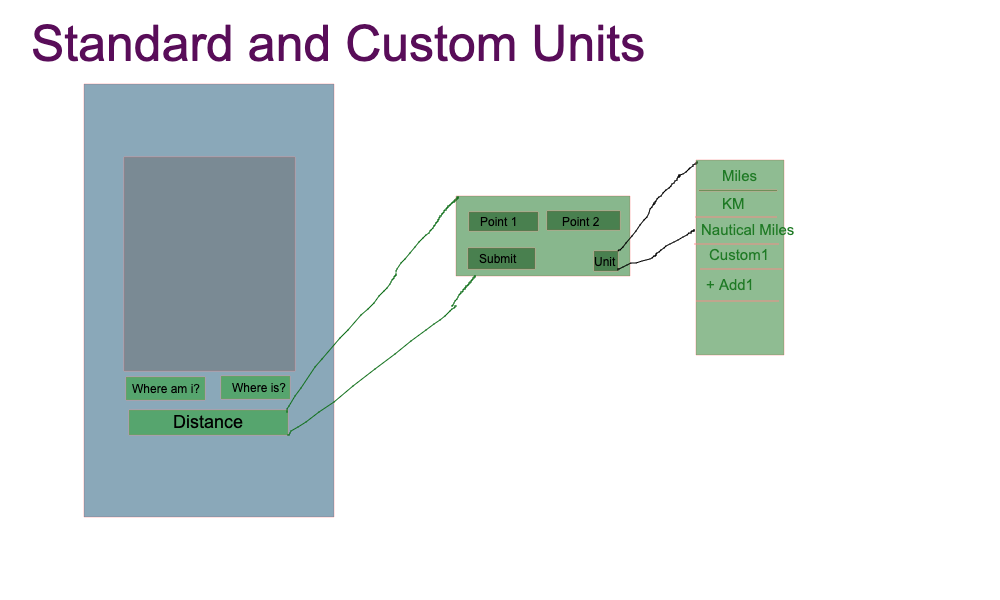 Standard and Custom Units
Where am i?
Where is?
Distance
Point 1
Point 2
Submit
Unit
Miles
KM
Nautical Miles
Custom1
+ Add1